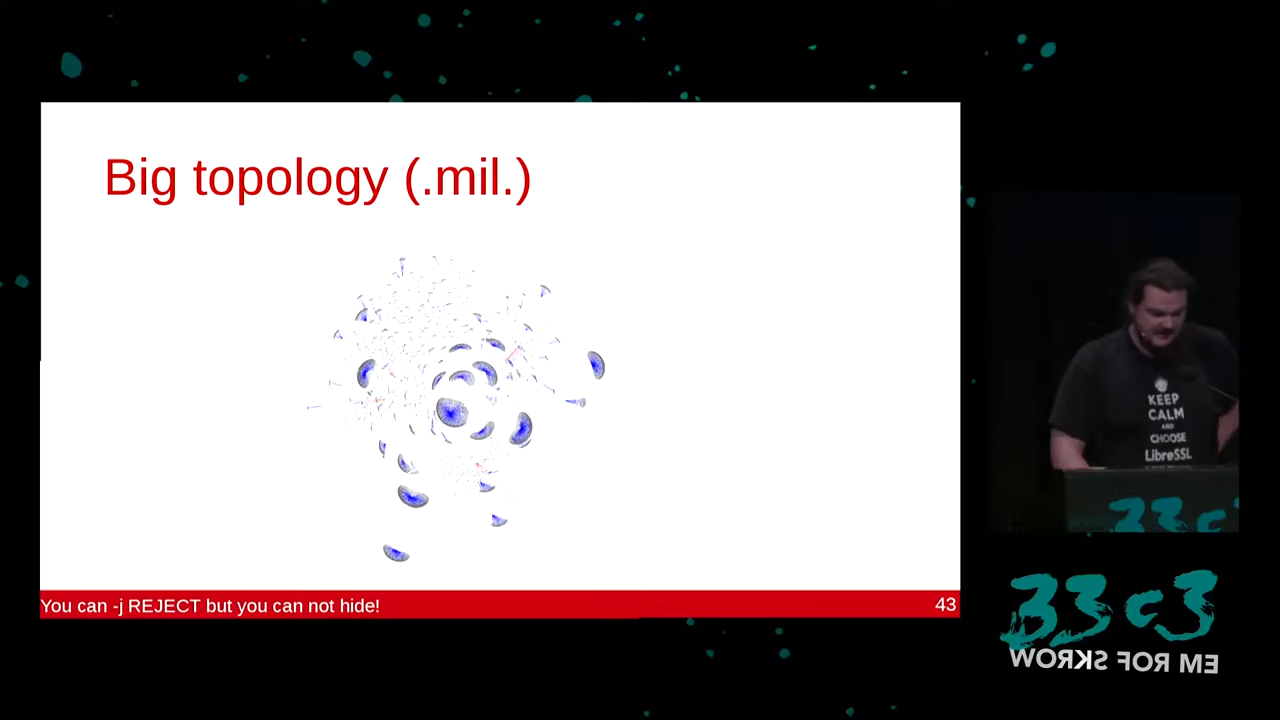 Big topology (.mil.)
You can -j REJECT but you can not hide!
43
KEEP
CALM
AND
CHOOSE
LibreSSL
33c3
33c3
WORKS FOR ME